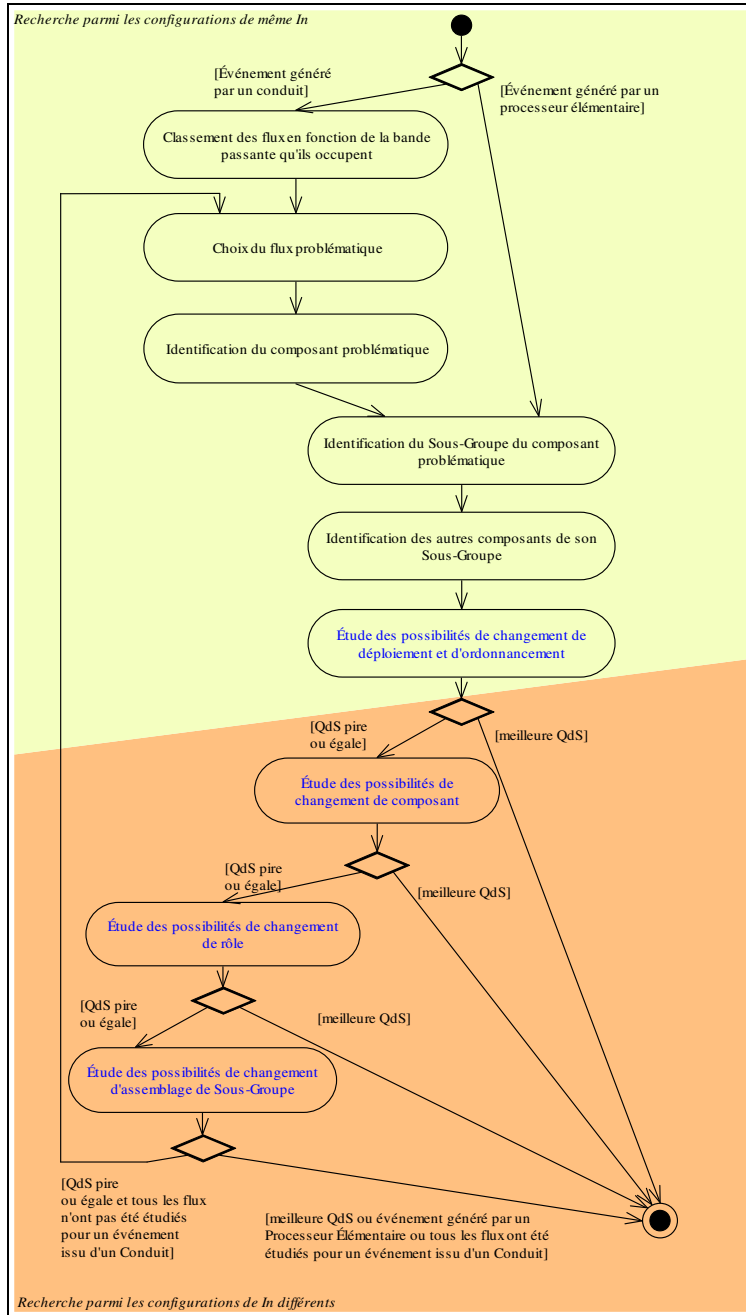 Recherche parmi les configurations de même In
[Événement généré
par un conduit]
[Événement généré par un
processeur élémentaire]
Classement des flux en fonction de la bande
passante qu'ils occupent
Choix du flux problématique
Identification du composant problématique
Identification du Sous-Groupe du composant
problématique
Identification des autres composants de son
Sous-Groupe
Étude des possibilités de changement de
déploiement et d'ordonnancement
[QdS pire
ou égale]
[meilleure QdS]
Étude des possibilités de
changement de composant
[QdS pire
ou égale]
[meilleure QdS]
Étude des possibilités de changement
de rôle
[QdS pire
ou égale]
[meilleure QdS]
Étude des possibilités de changement
d'assemblage de Sous-Groupe
[QdS pire
ou égale et tous les flux
n'ont pas été étudiés
pour un événement
issu d'un Conduit]
[meilleure QdS ou événement généré par un
Processeur Élémentaire ou tous les flux ont été
étudiés pour un événement issu d'un Conduit]
Recherche parmi les configurations de In différents